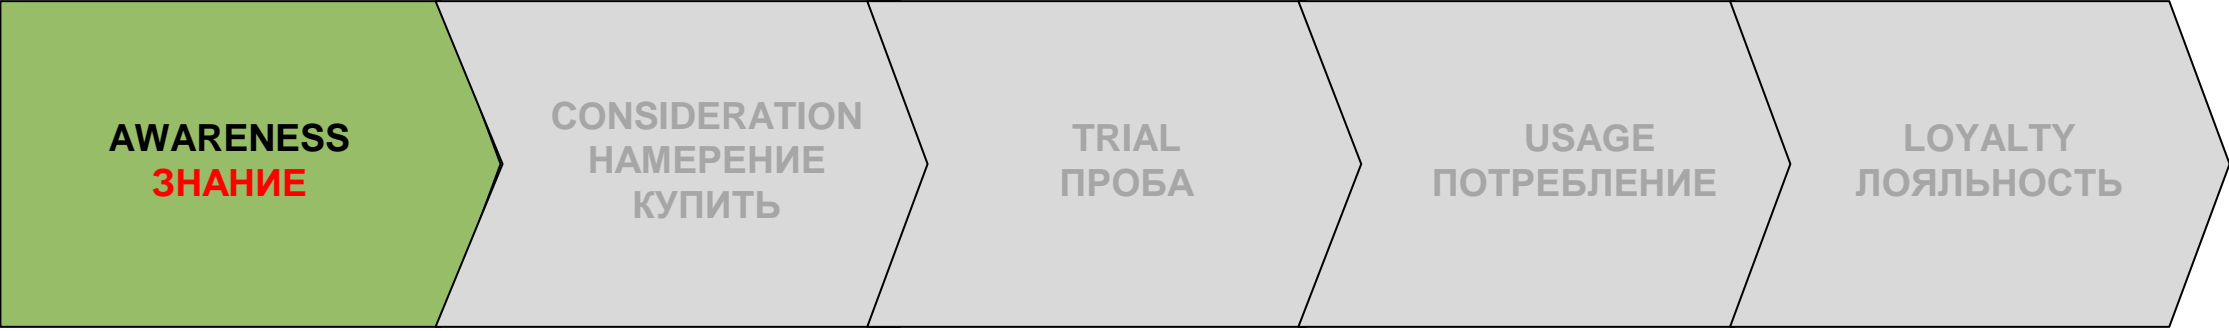 AWARENESS
ЗНАНИЕ
CONSIDERATION
НАМЕРЕНИЕ
КУПИТЬ
TRIAL
ПРОБА
USAGE
ПОТРЕБЛЕНИЕ
LOYALTY
ЛОЯЛЬНОСТЬ